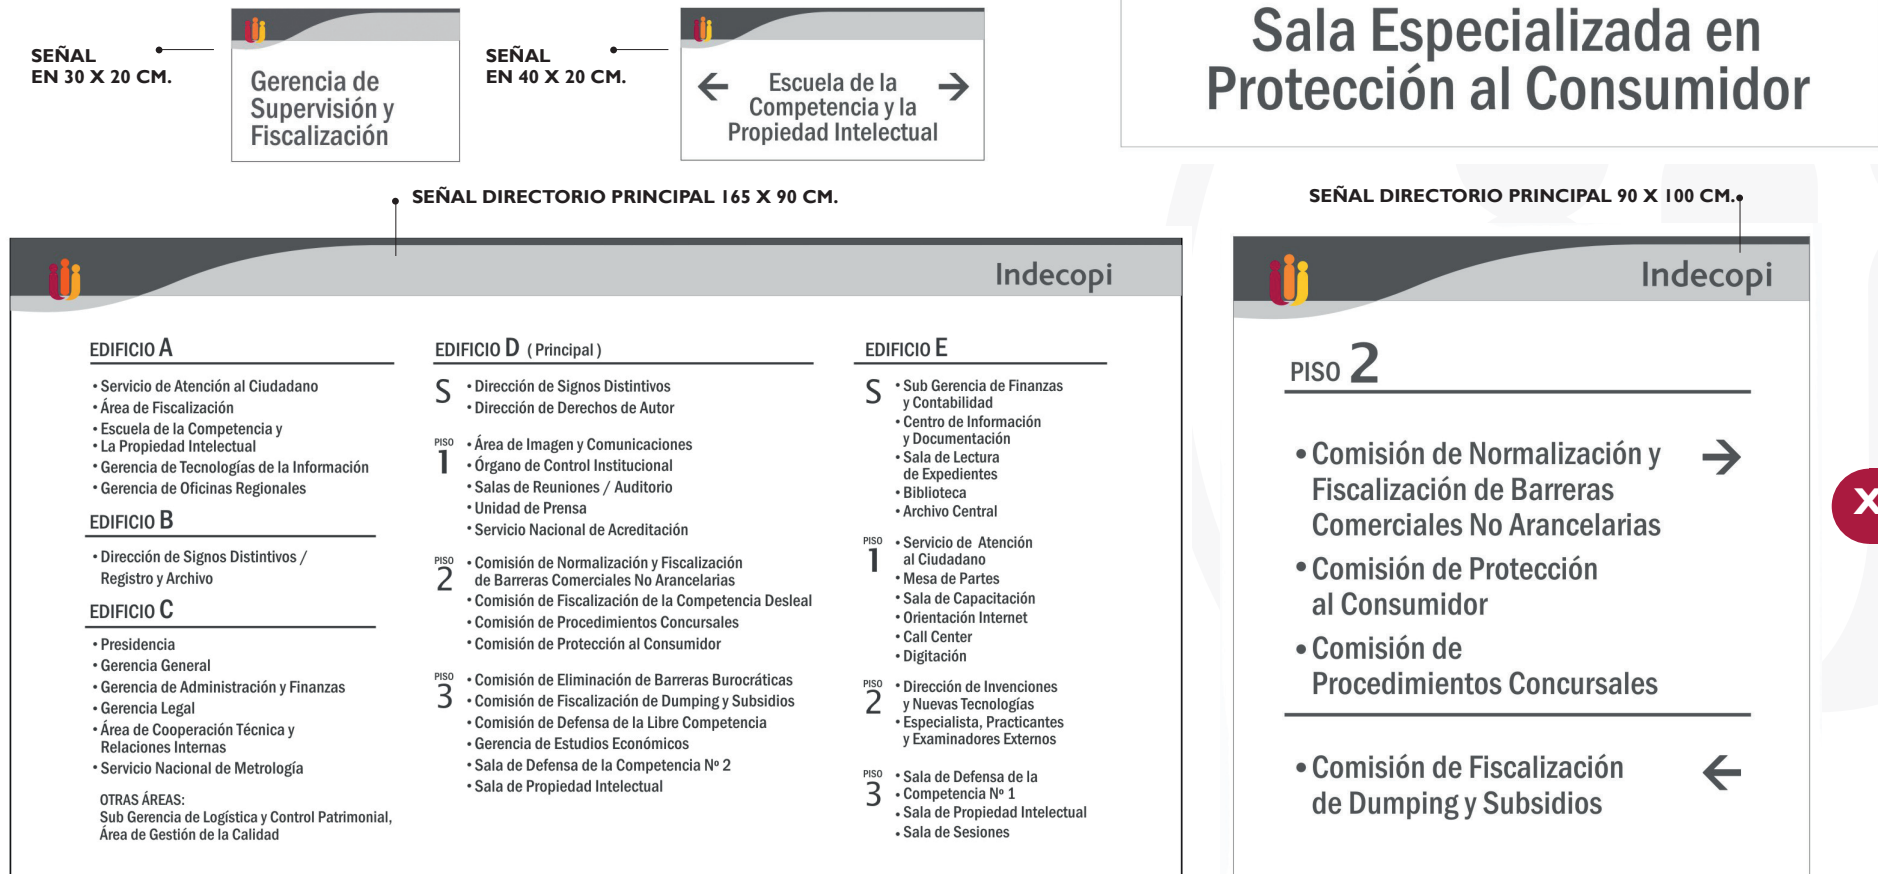 SEÑAL
EN 30 X 20 CM.
Gerencia de
Supervisión y
Fiscalización
SEÑAL
EN 40 X 20 CM.
← Escuela de la →
Competencia y la
Propiedad Intelectual
Sala Especializada en
Protección al Consumidor
SEÑAL DIRECTORIO PRINCIPAL 165 X 90 CM.
Indecopi
EDIFICIO A
• Servicio de Atención al Ciudadano
• Área de Fiscalización
• Escuela de la Competencia y
• La Propiedad Intelectual
• Gerencia de Tecnologías de la Información
• Gerencia de Oficinas Regionales
EDIFICIO B
• Dirección de Signos Distintivos /
Registro y Archivo
EDIFICIO C
• Presidencia
• Gerencia General
• Gerencia de Administración y Finanzas
• Gerencia Legal
• Área de Cooperación Técnica y
Relaciones Internas
• Servicio Nacional de Metrología
OTRAS ÁREAS:
Sub Gerencia de Logística y Control Patrimonial,
Área de Gestión de la Calidad
EDIFICIO D ( Principal )
S
• Dirección de Signos Distintivos
• Dirección de Derechos de Autor
PISO 1
• Área de Imagen y Comunicaciones
• Órgano de Control Institucional
• Salas de Reuniones / Auditorio
• Unidad de Prensa
• Servicio Nacional de Acreditación
PISO 2
• Comisión de Normalización y Fiscalización
de Barreras Comerciales No Arancelarias
• Comisión de Fiscalización de la Competencia Desleal
• Comisión de Procedimientos Concursales
• Comisión de Protección al Consumidor
PISO 3
• Comisión de Eliminación de Barreras Burocráticas
• Comisión de Fiscalización de Dumping y Subsidios
• Comisión de Defensa de la Libre Competencia
• Gerencia de Estudios Económicos
• Sala de Defensa de la Competencia Nº 2
• Sala de Propiedad Intelectual
EDIFICIO E
S
• Sub Gerencia de Finanzas
y Contabilidad
• Centro de Información
y Documentación
• Sala de Lectura
de Expedientes
• Biblioteca
• Archivo Central
PISO 1
• Servicio de Atención
al Ciudadano
• Mesa de Partes
• Sala de Capacitación
• Orientación Internet
• Call Center
• Digitación
PISO 2
• Dirección de Invenciones
y Nuevas Tecnologías
• Especialista, Practicantes
y Examinadores Externos
PISO 3
• Sala de Defensa de la
• Competencia Nº 1
• Sala de Propiedad Intelectual
• Sala de Sesiones
SEÑAL DIRECTORIO PRINCIPAL 90 X 100 CM.
Indecopi
PISO 2
• Comisión de Normalización y →
Fiscalización de Barreras
Comerciales No Arancelarias
• Comisión de Protección
al Consumidor
• Comisión de
Procedimientos Concursales
• Comisión de Fiscalización ←
de Dumping y Subsidios
X